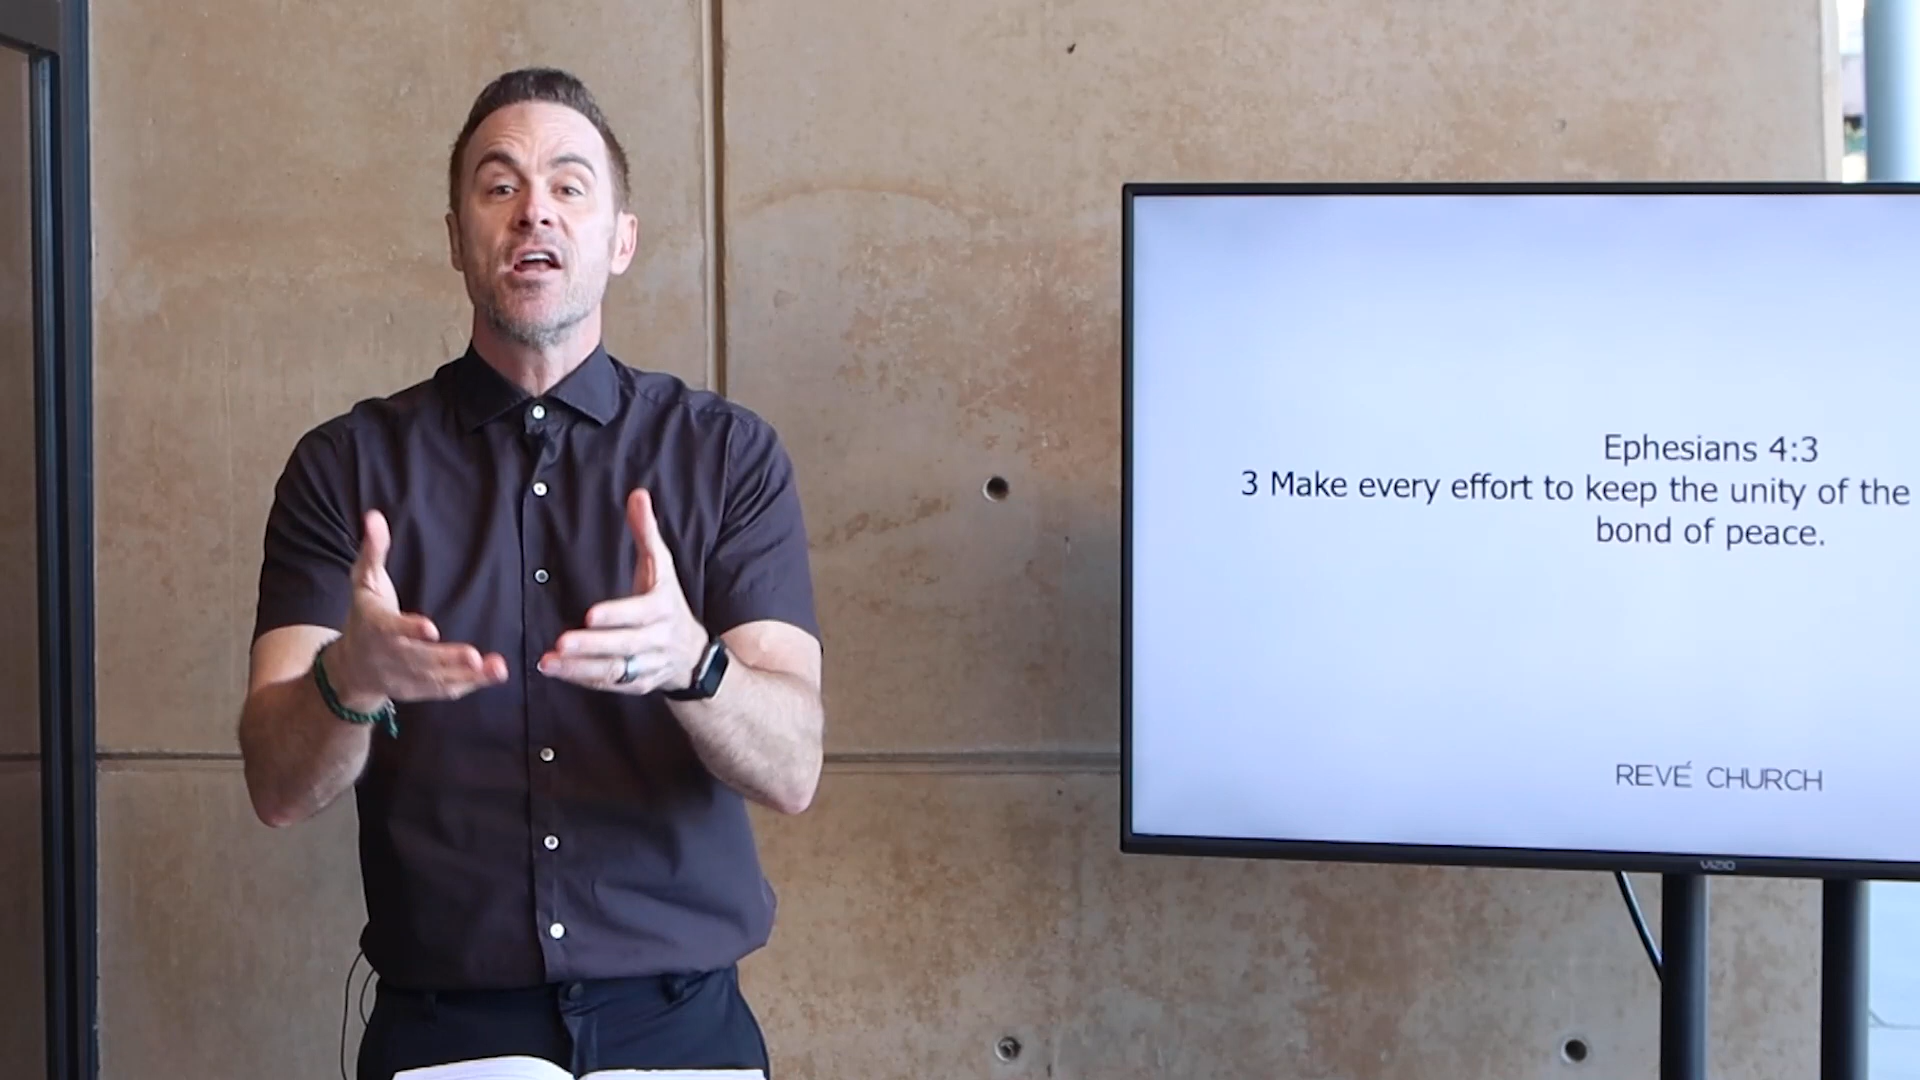 Ephesians 4:3
3 Make every effort to keep the unity of the
bond of peace.
REVÉ CHURCH
VIZIO